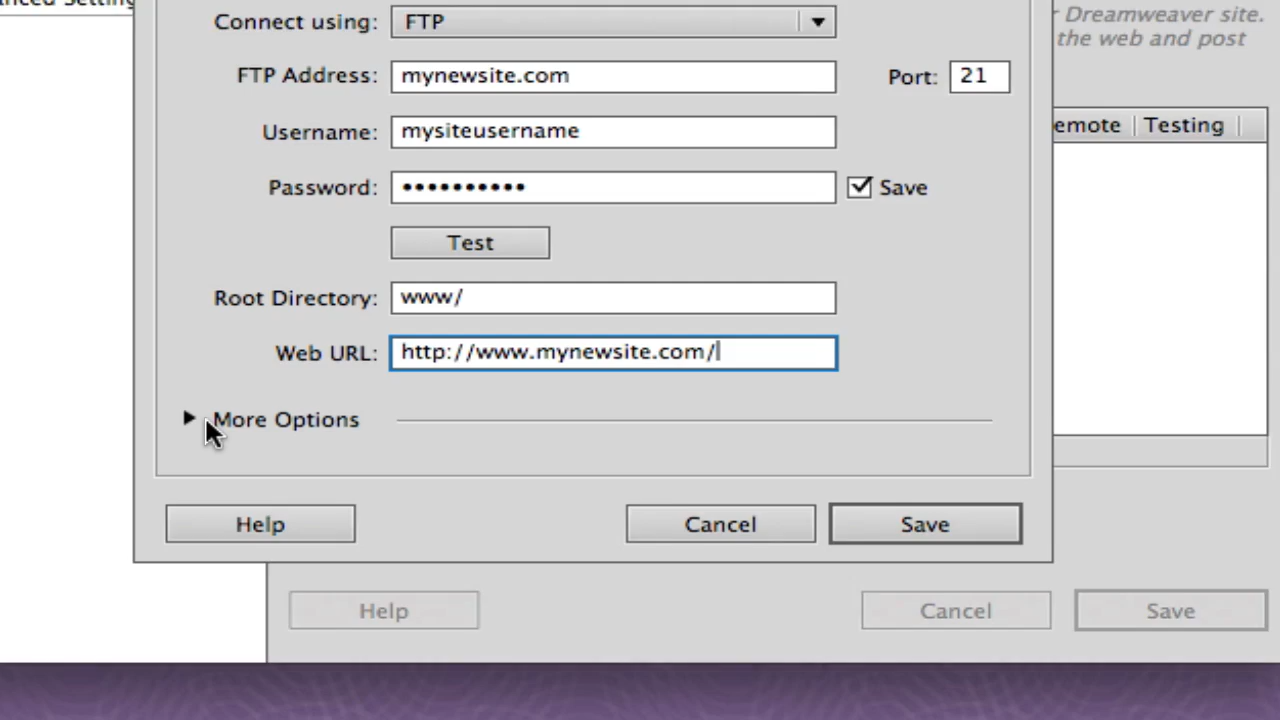 Connect using: FTP
r Dreamweaver site.
the web and post
FTP Address: mynewsite.com Port: 21
Username: mysiteusername
emote Testing
Password: •••••••••• Save
Test
Root Directory: www/
Web URL: http://www.mynewsite.com/
More Options
Help Cancel Save
Help Cancel Save